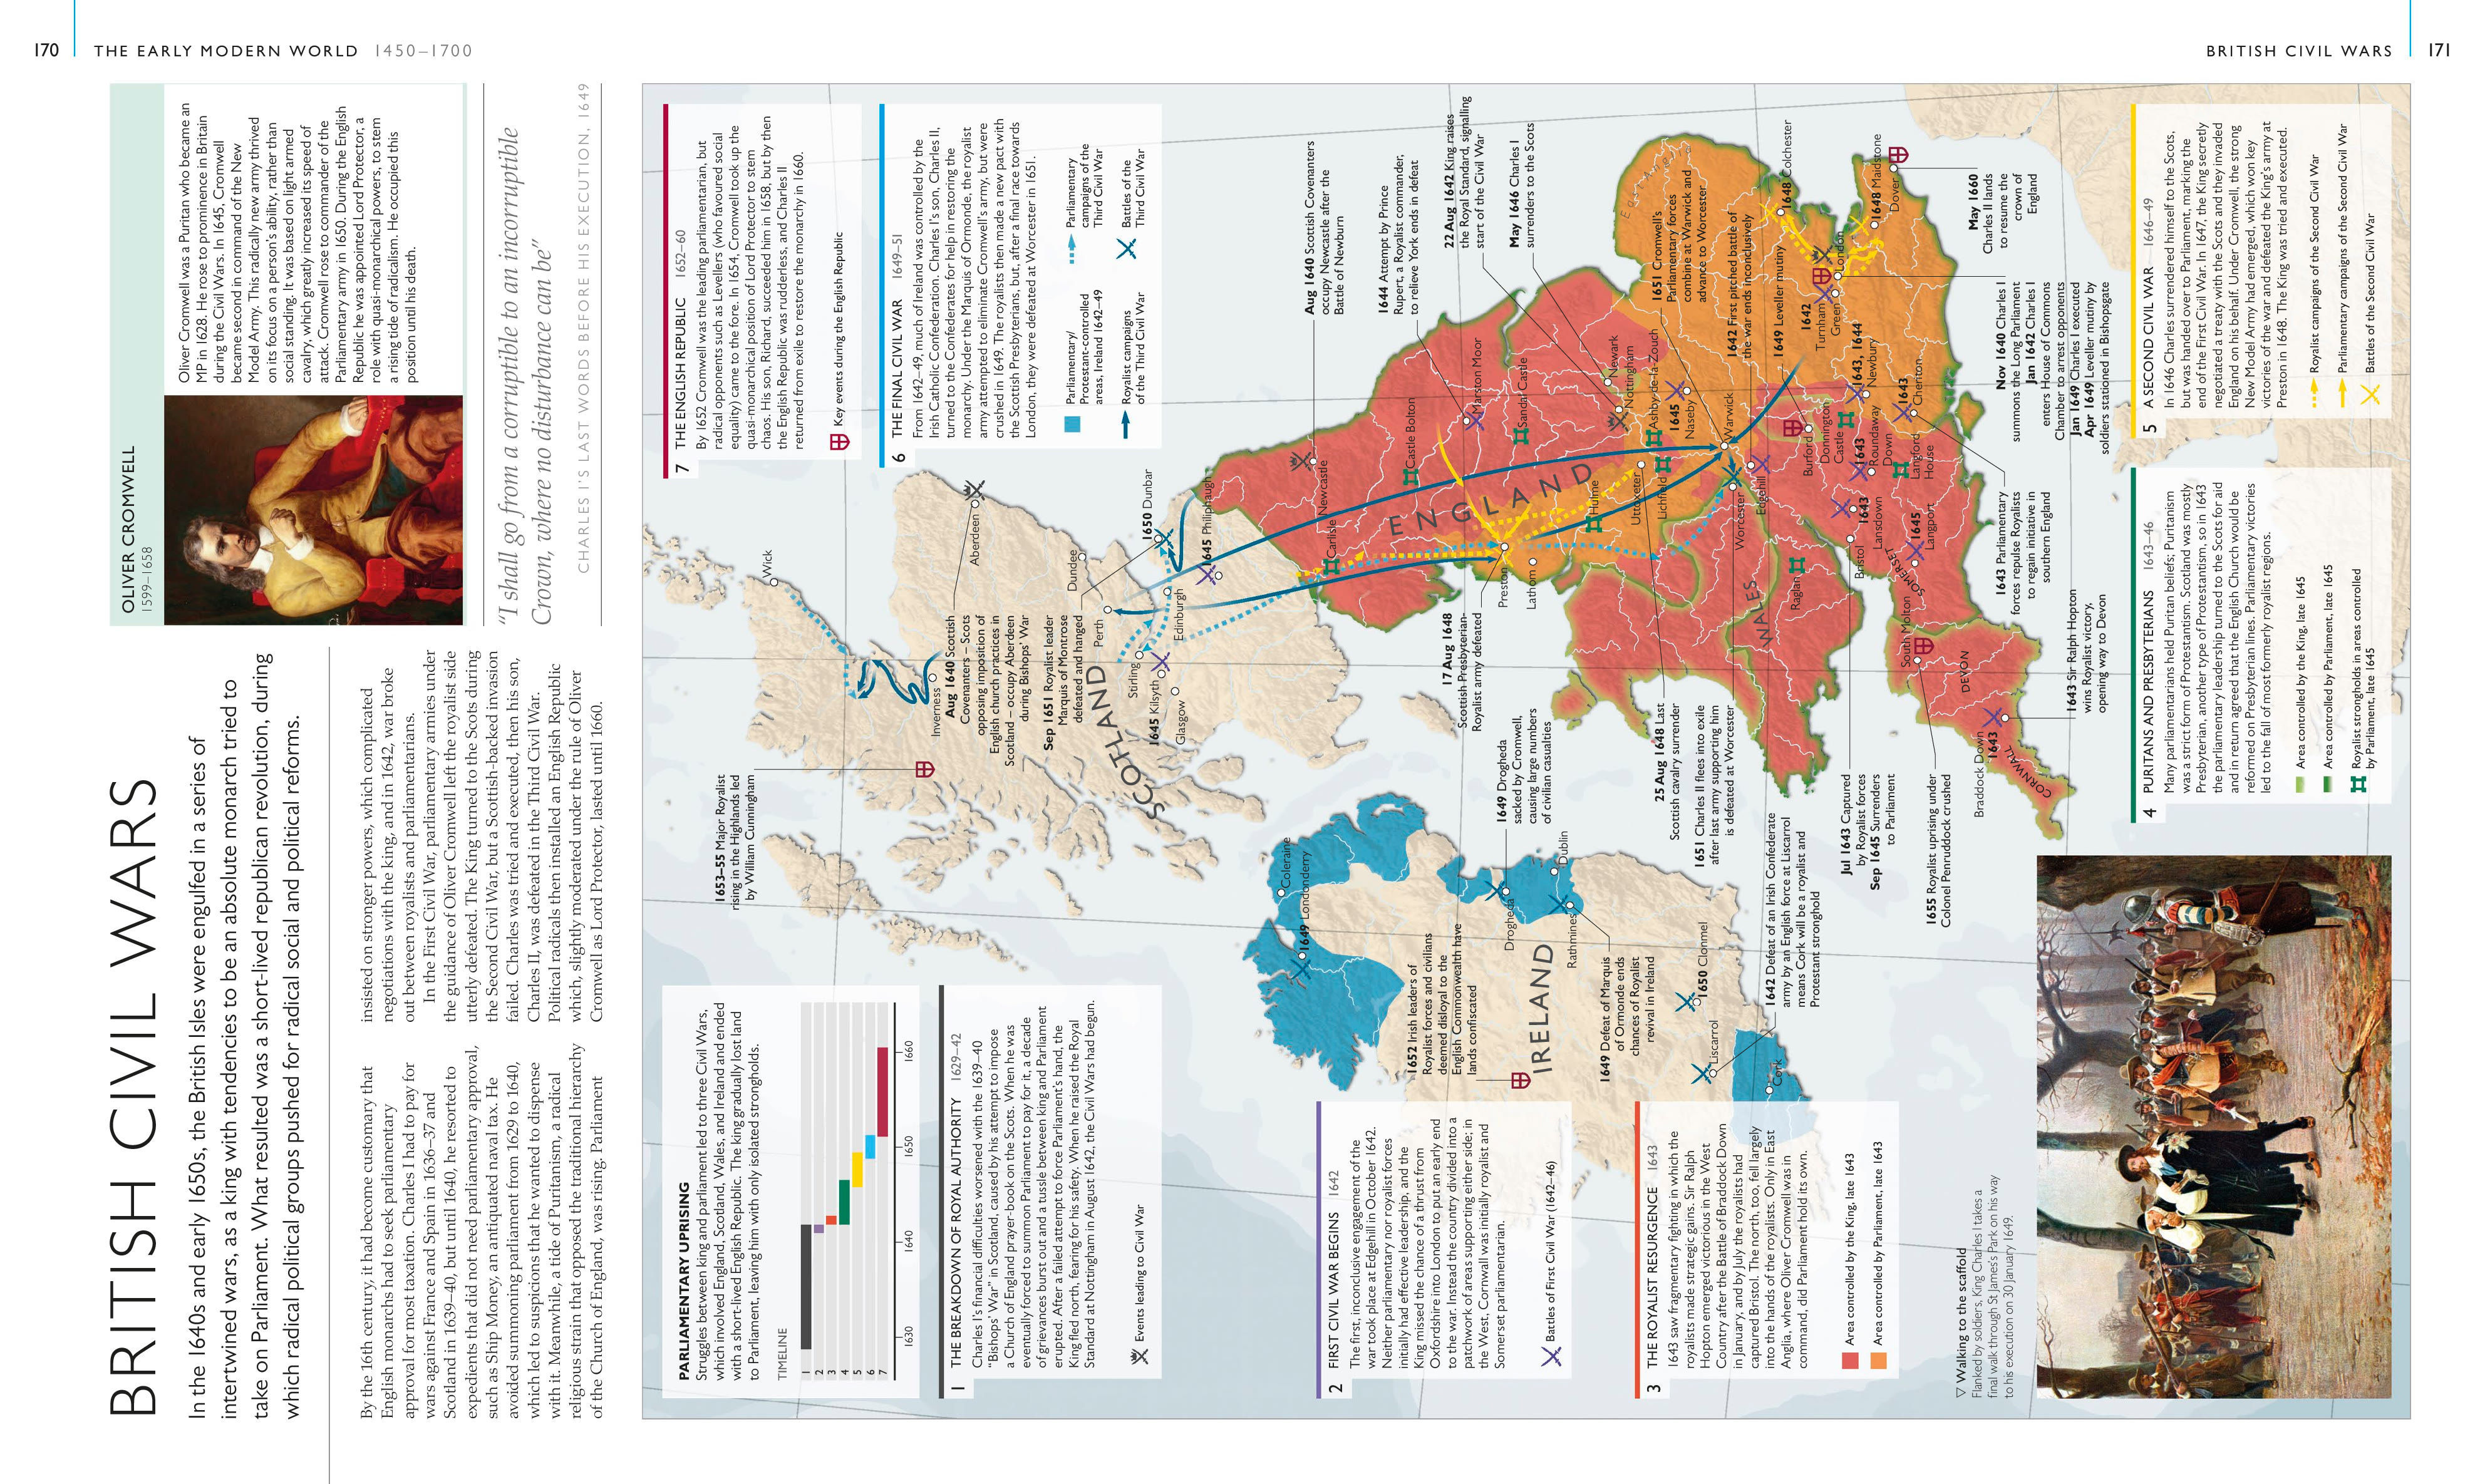 170
THE EARLY MODERN WORLD 1450–1700
BRITISH CIVIL WARS
171
BRITISH CIVIL WARS
In the 1640s and early 1650s, the British Isles were engulfed in a series of
intertwined wars, as a king with tendencies to be an absolute monarch tried to
take on Parliament. What resulted was a short-lived republican revolution, during
which radical political groups pushed for radical social and political reforms.
By the 16th century, it had become customary that
English monarchs had to seek parliamentary
approval for most taxation. Charles I had to pay for
wars against France and Spain in 1636–37 and
Scotland in 1639–40, but until 1640, he resorted to
expedients that did not need parliamentary approval,
such as Ship Money, an antiquated naval tax. He
avoided summoning parliament from 1629 to 1640,
which led to suspicions that he wanted to dispense
with it. Meanwhile, a tide of Puritanism, a radical
religious strain that opposed the traditional hierarchy
of the Church of England, was rising. Parliament
insisted on stronger powers, which complicated
negotiations with the king, and in 1642, war broke
out between royalists and parliamentarians.
In the First Civil War, parliamentary armies under
the guidance of Oliver Cromwell left the royalist side
utterly defeated. The King turned to the Scots during
the Second Civil War, but a Scottish-backed invasion
failed. Charles was tried and executed, then his son,
Charles II, was defeated in the Third Civil War.
Political radicals then installed an English Republic
which, slightly moderated under the rule of Oliver
Cromwell as Lord Protector, lasted until 1660.
OLIVER CROMWELL
1599–1658
Oliver Cromwell was a Puritan who became an
MP in 1628. He rose to prominence in Britain
during the Civil Wars. In 1645, Cromwell
became second in command of the New
Model Army. This radically new army thrived
on its focus on a person's ability, rather than
social standing. It was based on light armed
cavalry, which greatly increased its speed of
attack. Cromwell rose to commander of the
Parliamentary army in 1650. During the English
Republic he was appointed Lord Protector, a
role with quasi-monarchical powers, to stem
a rising tide of radicalism. He occupied this
position until his death.
"I shall go from a corruptible to an incorruptible
Crown, where no disturbance can be"
CHARLES I'S LAST WORDS BEFORE HIS EXECUTION, 1649
PARLIAMENTARY UPRISING
Struggles between king and parliament led to three Civil Wars,
which involved England, Scotland, Wales, and Ireland and ended
with a short-lived English Republic. The king gradually lost land
to Parliament, leaving him with only isolated strongholds.
TIMELINE
1
2
3
4
5
6
7
1630
1640
1650
1660
1 THE BREAKDOWN OF ROYAL AUTHORITY 1629–42
Charles I's financial difficulties worsened with the 1639–40
"Bishops' War" in Scotland, caused by his attempt to impose
a Church of England prayer-book on the Scots. When he was
eventually forced to summon Parliament to pay for it, a decade
of grievances burst out and a tussle between king and Parliament
erupted. After a failed attempt to force Parliament's hand, the
King fled north, fearing for his safety. When he raised the Royal
Standard at Nottingham in August 1642, the Civil Wars had begun.
Events leading to Civil War
2 FIRST CIVIL WAR BEGINS 1642
The first, inconclusive engagement of the
war took place at Edgehill in October 1642.
Neither parliamentary nor royalist forces
initially had effective leadership, and the
King missed the chance of a thrust from
Oxfordshire into London to put an early end
to the war. Instead the country divided into a
patchwork of areas supporting either side; in
the West, Cornwall was initially royalist and
Somerset parliamentarian.
Battles of First Civil War (1642–46)
3 THE ROYALIST RESURGENCE 1643
1643 saw fragmentary fighting in which the
royalists made strategic gains. Sir Ralph
Hopton emerged victorious in the West
Country after the Battle of Braddock Down
in January, and by July the royalists had
captured Bristol. The north, too, fell largely
into the hands of the royalists. Only in East
Anglia, where Oliver Cromwell was in
command, did Parliament hold its own.
Area controlled by the King, late 1643
Area controlled by Parliament, late 1643
▽ Walking to the scaffold
Flanked by soldiers, King Charles I takes a
final walk through St James's Park on his way
to his execution on 30 January 1649.
7 THE ENGLISH REPUBLIC 1652–60
By 1652 Cromwell was the leading parliamentarian, but
radical opponents such as Levellers (who favoured social
equality) came to the fore. In 1654, Cromwell took up the
quasi-monarchical position of Lord Protector to stem
chaos. His son, Richard, succeeded him in 1658, but by then
the English Republic was rudderless, and Charles II
returned from exile to restore the monarchy in 1660.
Key events during the English Republic
6 THE FINAL CIVIL WAR 1649–51
From 1642–49, much of Ireland was controlled by the
Irish Catholic Confederation. Charles I's son, Charles II,
turned to the Confederates for help in restoring the
monarchy. Under the Marquis of Ormonde, the royalist
army attempted to eliminate Cromwell's army, but were
crushed in 1649. The royalists then made a new pact with
the Scottish Presbyterians, but, after a final race towards
London, they were defeated at Worcester in 1651.
Parliamentary/
Protestant-controlled
areas, Ireland 1642–49
Royalist campaigns
of the Third Civil War
Parliamentary
campaigns of the
Third Civil War
Battles of the
Third Civil War
1653–55 Major Royalist
rising in the Highlands led
by William Cunningham
Wick
Inverness
Aberdeen
Aug 1640 Scottish
Covenanters – Scots
opposing imposition of
English church practices in
Scotland – occupy Aberdeen
during Bishops' War
Sep 1651 Royalist leader
Marquis of Montrose
defeated and hanged
Dundee
Perth
SCOTLAND
Stirling
1645 Kilsyth
Glasgow
Edinburgh
1650 Dunbar
1645 Philiphaugh
Aug 1640 Scottish Covenanters
occupy Newcastle after the
Battle of Newburn
1644 Attempt by Prince
Rupert, a Royalist commander,
to relieve York ends in defeat
22 Aug 1642 King raises
the Royal Standard, signalling
start of the Civil War
May 1646 Charles I
surrenders to the Scots
Newcastle
Carlisle
Castle Bolton
Marston Moor
ENGLAND
Sandal Castle
Newark
Nottingham
Ashby-de-la-Zouch
Preston
Lathom
Hulme
Uttoxeter
Lichfield
1645
Naseby
Warwick
17 Aug 1648
Scottish Presbyterian-
Royalist army defeated
25 Aug 1648 Last
Scottish cavalry surrender
1651 Charles II flees into exile
after last army supporting him
is defeated at Worcester
1651 Cromwell's
Parliamentary forces
combine at Warwick and
advance to Worcester
1642 First pitched battle of
the war ends inconclusively
1649 Leveller mutiny
East Anglia
1648 Colchester
1642
Turnham
Green
London
1648 Maidstone
Dover
May 1660
Charles II lands
to resume the
crown of
England
Nov 1640 Charles I
summons the Long Parliament
Jan 1642 Charles I
enters House of Commons
Chamber to arrest opponents
Jan 1649 Charles I executed
Apr 1649 Leveller mutiny by
soldiers stationed in Bishopsgate
Worcester
Edgehill
WALES
Raglan
Burford
Donnington
Castle
1643, 1644
Newbury
1643
Roundaway
Down
1643
Cheriton
Langford
House
1643
Lansdown
Bristol
1645
Langport
SOMERSET
South Molton
DEVON
CORNWALL
1643
Braddock Down
1643 Parliamentary
forces repulse Royalists
to regain initiative in
southern England
1643 Sir Ralph Hopton
wins Royalist victory,
opening way to Devon
Jul 1643 Captured
by Royalist forces
Sep 1645 Surrenders
to Parliament
1655 Royalist uprising under
Colonel Penruddock crushed
Coleraine
1649 Londonderry
1649 Drogheda
sacked by Cromwell,
causing large numbers
of civilian casualties
Drogheda
Dublin
Rathmines
IRELAND
1652 Irish leaders of
Royalist forces and civilians
deemed disloyal to the
English Commonwealth have
lands confiscated
1649 Defeat of Marquis
of Ormonde ends
chances of Royalist
revival in Ireland
1650 Clonmel
Liscarrol
Cork
1642 Defeat of an Irish Confederate
army by an English force at Liscarrol
means Cork will be a royalist and
Protestant stronghold
4 PURITANS AND PRESBYTERIANS 1643–46
Many parliamentarians held Puritan beliefs; Puritanism
was a strict form of Protestantism. Scotland was mostly
Presbyterian, another type of Protestantism, so in 1643
the parliamentary leadership turned to the Scots for aid
and in return agreed that the English Church would be
reformed on Presbyterian lines. Parliamentary victories
led to the fall of most formerly royalist regions.
Area controlled by the King, late 1645
Area controlled by Parliament, late 1645
Royalist strongholds in areas controlled
by Parliament, late 1645
5 A SECOND CIVIL WAR 1646–49
In 1646 Charles surrendered himself to the Scots,
but was handed over to Parliament, marking the
end of the First Civil War. In 1647, the King secretly
negotiated a treaty with the Scots and they invaded
England on his behalf. Under Cromwell, the strong
New Model Army had emerged, which won key
victories of the war and defeated the King's army at
Preston in 1648. The King was tried and executed.
Royalist campaigns of the Second Civil War
Parliamentary campaigns of the Second Civil War
Battles of the Second Civil War